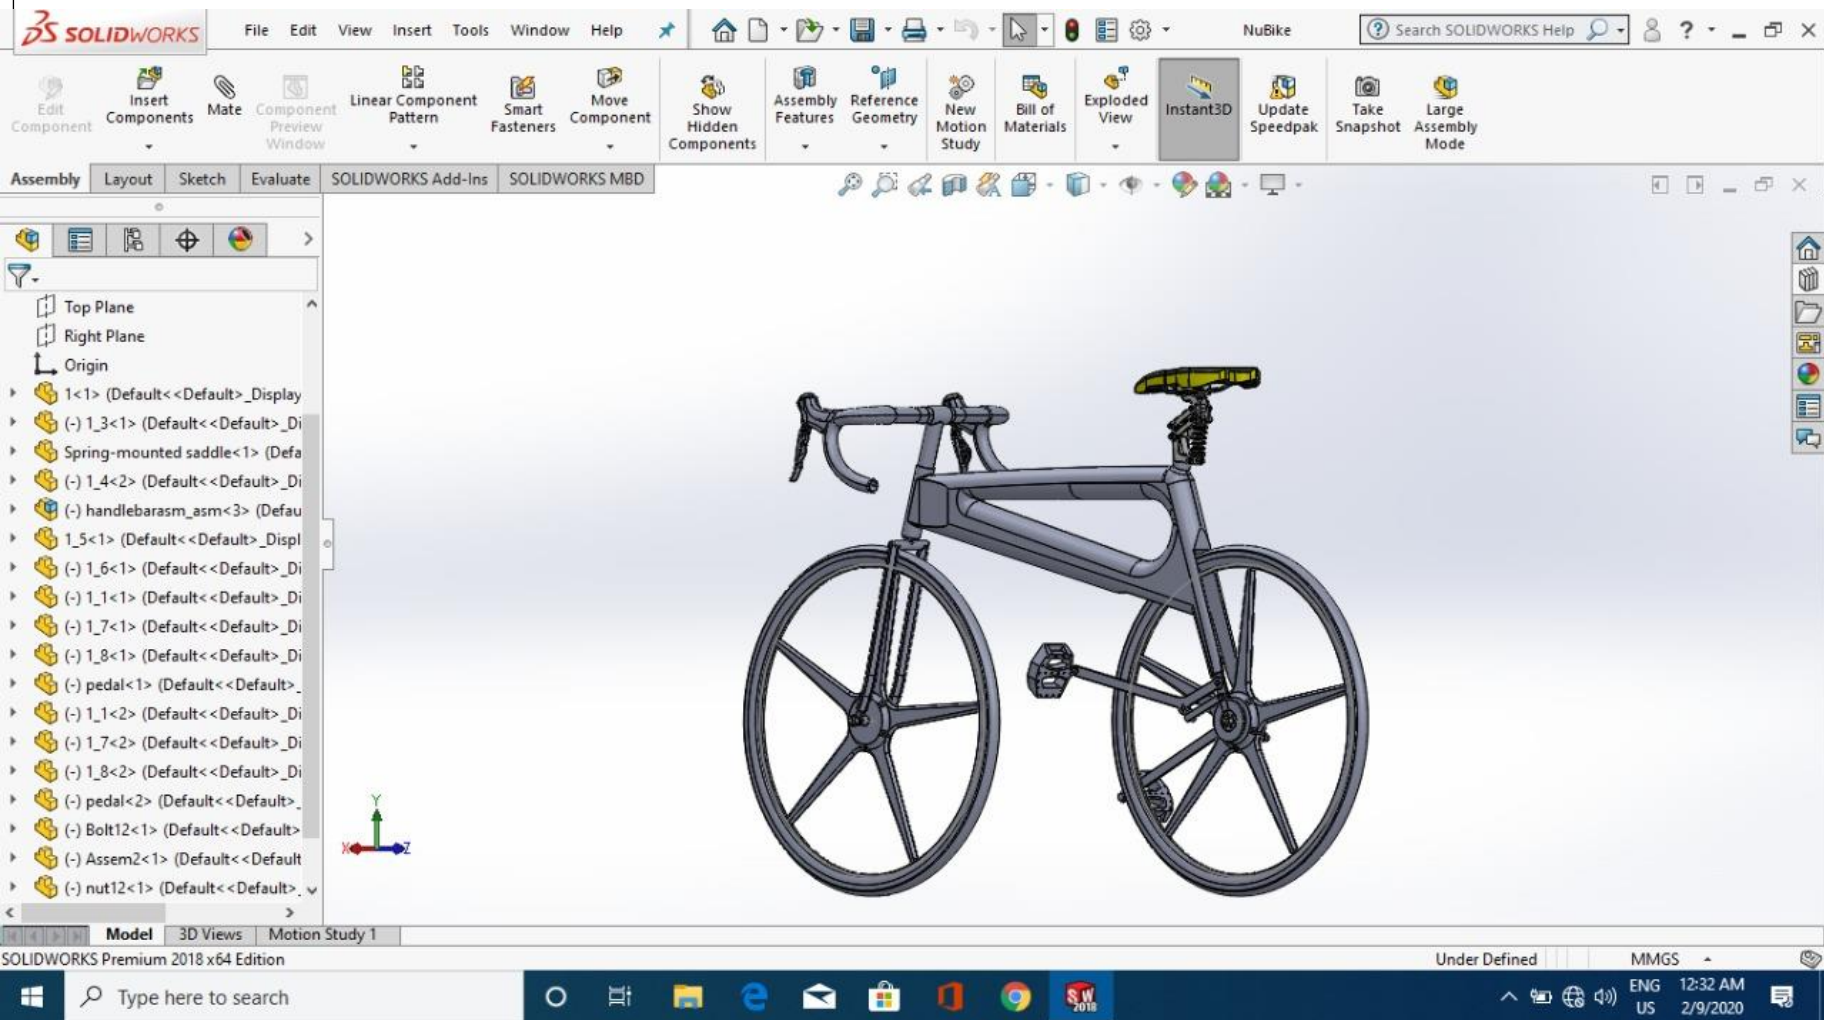 SOLIDWORKS
File Edit View Insert Tools Window Help
NuBike
Search SOLIDWORKS Help
?
Edit Component
Insert Components
Mate
Component Preview Window
Linear Component Pattern
Smart Fasteners
Move Component
Show Hidden Components
Assembly Features
Reference Geometry
New Motion Study
Bill of Materials
Exploded View
Instant3D
Update Speedpak
Take Snapshot
Large Assembly Mode
Assembly Layout Sketch Evaluate SOLIDWORKS Add-Ins SOLIDWORKS MBD
Top Plane
Right Plane
Origin
1<1> (Default<<Default>_Display
(-) 1_3<1> (Default<<Default>_Di
Spring-mounted saddle<1> (Defa
(-) 1_4<2> (Default<<Default>_Di
(-) handlebarasm_asm<3> (Defau
1_5<1> (Default<<Default>_Displ
(-) 1_6<1> (Default<<Default>_Di
(-) 1_1<1> (Default<<Default>_Di
(-) 1_7<1> (Default<<Default>_Di
(-) 1_8<1> (Default<<Default>_Di
(-) pedal<1> (Default<<Default>_
(-) 1_1<2> (Default<<Default>_Di
(-) 1_7<2> (Default<<Default>_Di
(-) 1_8<2> (Default<<Default>_Di
(-) pedal<2> (Default<<Default>_
(-) Bolt12<1> (Default<<Default>
(-) Assem2<1> (Default<<Default
(-) nut12<1> (Default<<Default>_
Y
X Z
Model 3D Views Motion Study 1
SOLIDWORKS Premium 2018 x64 Edition
Under Defined MMGS
Type here to search
SW 2018
ENG US
12:32 AM
2/9/2020